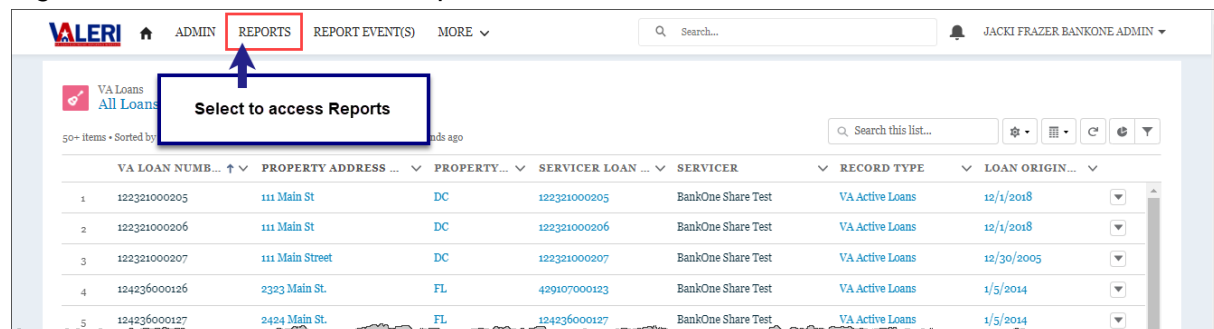 VALERI ADMIN REPORTS REPORT EVENT(S) MORE Search... JACKI FRAZER BANKONE ADMIN
VA Loans
All Loans
Select to access Reports
50+ items • Sorted by nds ago Search this list...
VA LOAN NUMB... PROPERTY ADDRESS ... PROPERTY... SERVICER LOAN ... SERVICER RECORD TYPE LOAN ORIGIN...
1 122321000205 111 Main St DC 122321000205 BankOne Share Test VA Active Loans 12/1/2018
2 122321000206 111 Main St DC 122321000206 BankOne Share Test VA Active Loans 12/1/2018
3 122321000207 111 Main Street DC 122321000207 BankOne Share Test VA Active Loans 12/30/2005
4 124236000126 2323 Main St. FL 429107000123 BankOne Share Test VA Active Loans 1/5/2014
5 124236000127 2424 Main St. FL 124236000127 BankOne Share Test VA Active Loans 1/5/2014